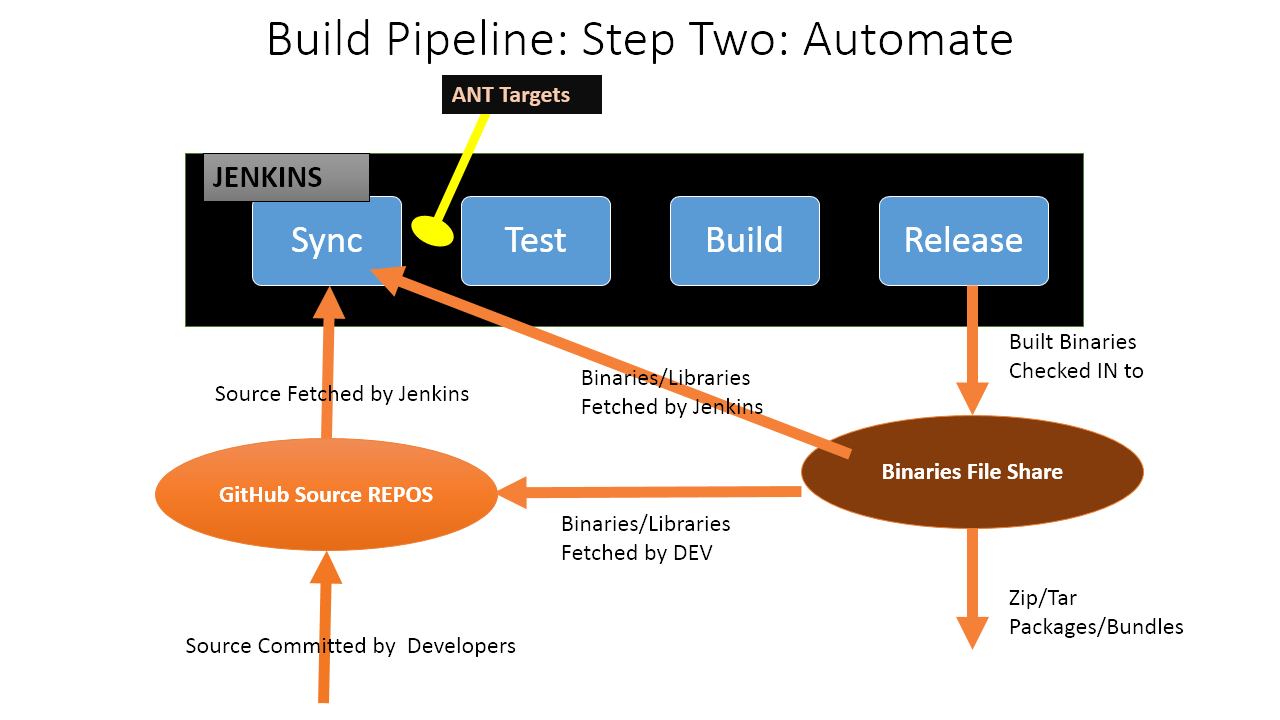 Build Pipeline: Step Two: Automate
ANT Targets
JENKINS
Sync
Test
Build
Release
Built Binaries
Checked IN to
Source Fetched by Jenkins
Binaries/Libraries
Fetched by Jenkins
Binaries File Share
GitHub Source REPOS
Binaries/Libraries
Fetched by DEV
Zip/Tar
Packages/Bundles
Source Committed by  Developers